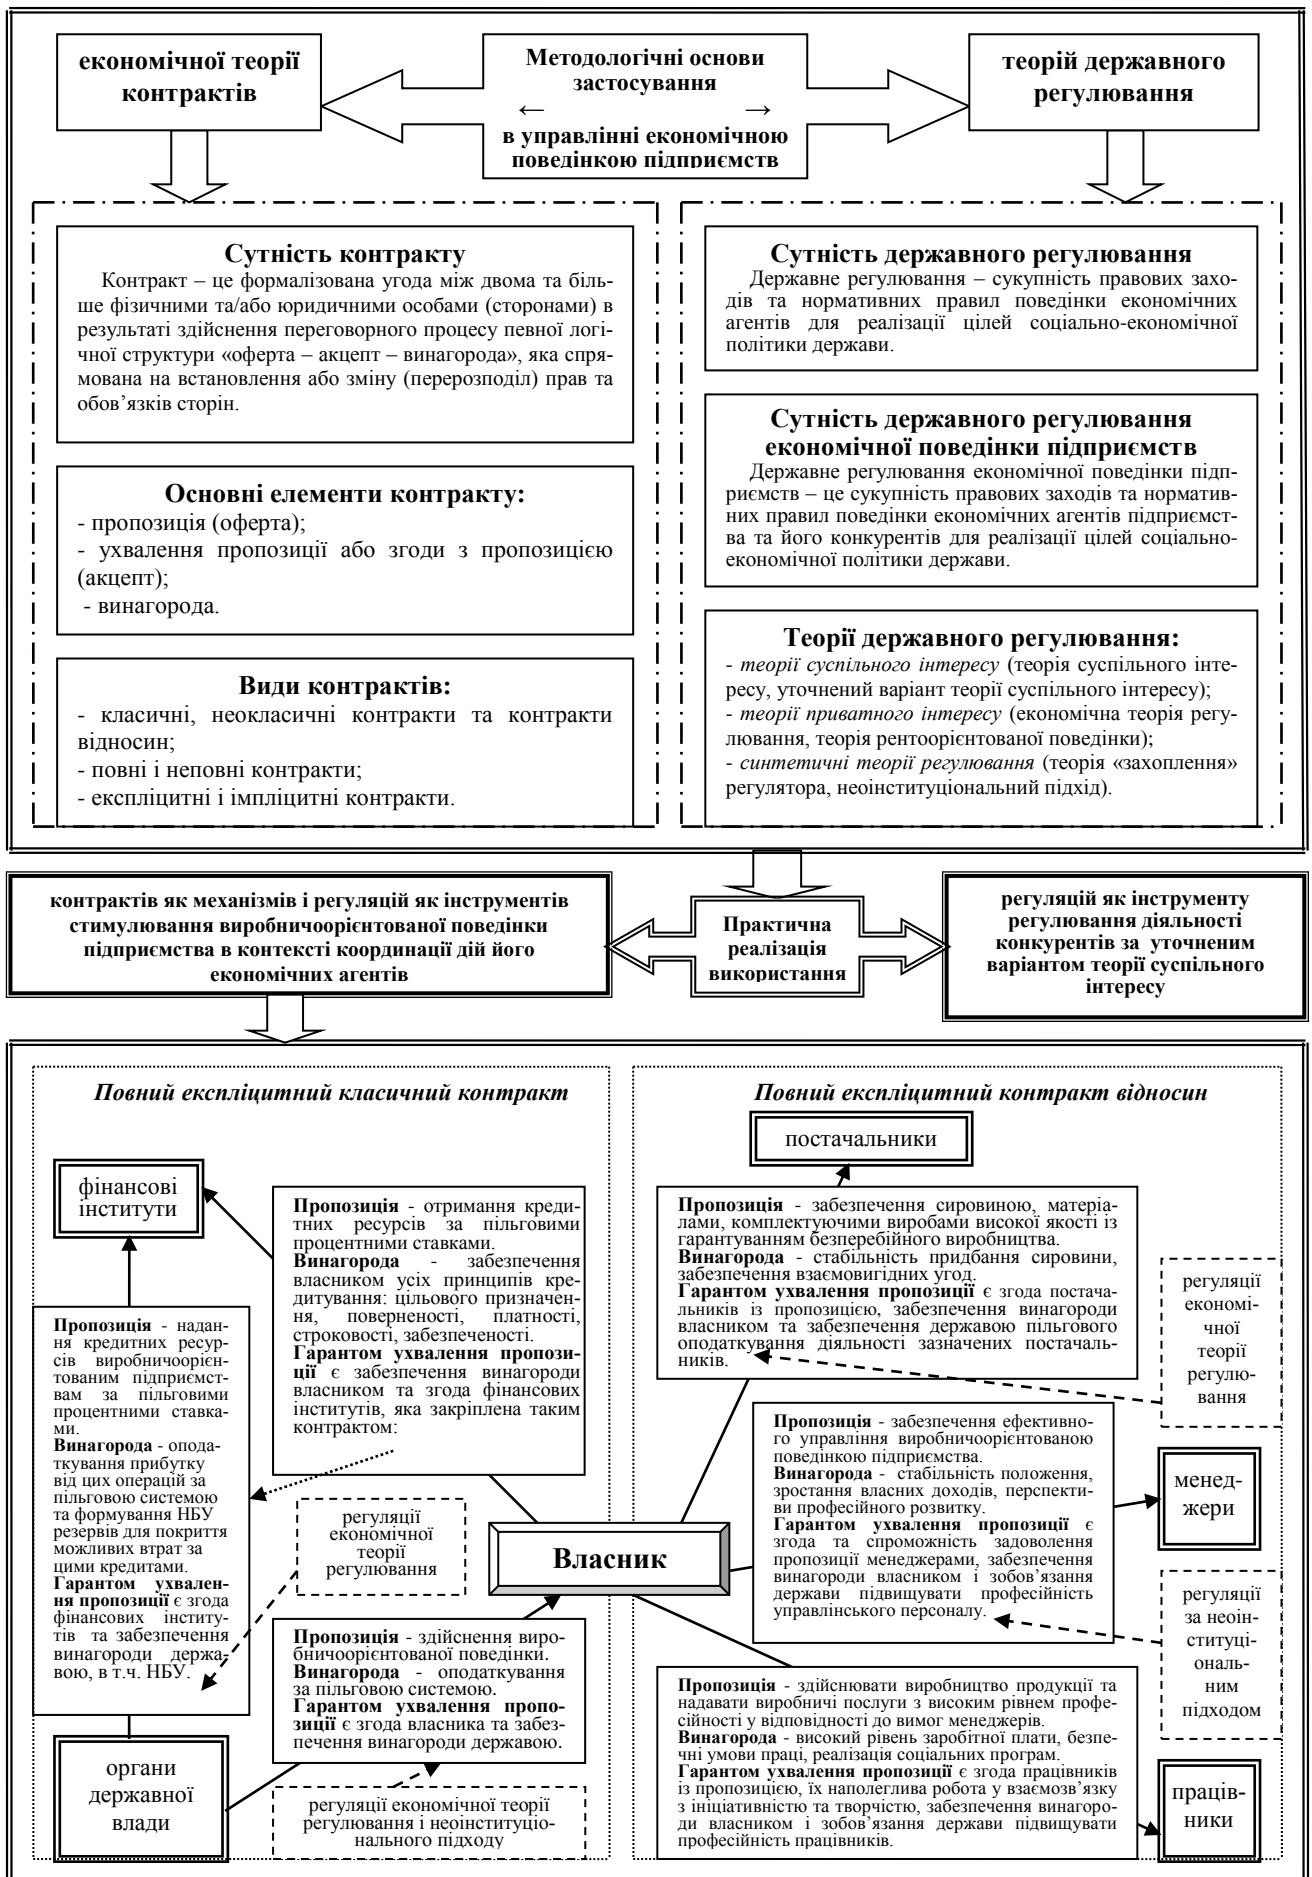 економічної теорії
контрактів
Методологічні основи
застосування
← →
в управлінні економічною
поведінкою підприємств
теорій державного
регулювання
Сутність контракту
Контракт – це формалізована угода між двома та біль-
ше фізичними та/або юридичними особами (сторонами) в
результаті здійснення переговорного процесу певної логі-
чної структури «оферта – акцепт – винагорода», яка спря-
мована на встановлення або зміну (перерозподіл) прав та
обов’язків сторін.
Основні елементи контракту:
- пропозиція (оферта);
- ухвалення пропозиції або згоди з пропозицією
(акцепт);
- винагорода.
Види контрактів:
- класичні, неокласичні контракти та контракти
відносин;
- повні і неповні контракти;
- експліцитні і імпліцитні контракти.
Сутність державного регулювання
Державне регулювання – сукупність правових захо-
дів та нормативних правил поведінки економічних
агентів для реалізації цілей соціально-економічної
політики держави.
Сутність державного регулювання
економічної поведінки підприємств
Державне регулювання економічної поведінки підп-
риємств – це сукупність правових заходів та норматив-
них правил поведінки економічних агентів підприємст-
ва та його конкурентів для реалізації цілей соціально-
економічної політики держави.
Теорії державного регулювання:
- теорії суспільного інтересу (теорія суспільного інте-
ресу, уточнений варіант теорії суспільного інтересу);
- теорії приватного інтересу (економічна теорія регу-
лювання, теорія рентоорієнтованої поведінки);
- синтетичні теорії регулювання (теорія «захоплення»
регулятора, неоінституціональний підхід).
контрактів як механізмів і регуляцій як інструментів
стимулювання виробничоорієнтованої поведінки
підприємства в контексті координації дій його
економічних агентів
Практична
реалізація
використання
регуляцій як інструменту
регулювання діяльності
конкурентів за уточненим
варіантом теорії суспільного
інтересу
Повний експліцитний класичний контракт
фінансові
інститути
Пропозиція - отримання креди-
тних ресурсів за пільговими
процентними ставками.
Винагорода - забезпечення
власником усіх принципів кре-
дитування: цільового призначен-
ня, поверненості, платності,
строковості, забезпеченості.
Гарантом ухвалення пропози-
ції є забезпечення винагороди
власником та згода фінансових
інститутів, яка закріплена таким
контрактом:
Пропозиція - надан-
ня кредитних ресур-
сів виробничоорієн-
тованим підприємст-
вам за пільговими
процентними ставка-
ми.
Винагорода - опода-
ткування прибутку
від цих операцій за
пільговою системою
та формування НБУ
резервів для покриття
можливих втрат за
цими кредитами.
Гарантом ухвален-
ня пропозиції є згода
фінансових інститу-
тів та забезпечення
винагороди держа-
вою, в т.ч. НБУ.
регуляції
економічної
теорії
регулювання
Власник
Пропозиція - здійснення виро-
бничоорієнтованої поведінки.
Винагорода - оподаткування
за пільговою системою.
Гарантом ухвалення пропо-
зиції є згода власника та забез-
печення винагороди державою.
органи
державної
влади
регуляції економічної теорії
регулювання і неоінституціо-
нального підходу
Повний експліцитний контракт відносин
постачальники
Пропозиція - забезпечення сировиною, матеріа-
лами, комплектуючими виробами високої якості із
гарантуванням безперебійного виробництва.
Винагорода - стабільність придбання сировини,
забезпечення взаємовигідних угод.
Гарантом ухвалення пропозиції є згода постача-
льників із пропозицією, забезпечення винагороди
власником та забезпечення державою пільгового
оподаткування діяльності зазначених постачаль-
ників.
регуляції
економі-
чної
теорії
регулю-
вання
Пропозиція - забезпечення ефективно-
го управління виробничоорієнтованою
поведінкою підприємства.
Винагорода - стабільність положення,
зростання власних доходів, перспекти-
ви професійного розвитку.
Гарантом ухвалення пропозиції є
згода та спроможність задоволення
пропозиції менеджерами, забезпечення
винагороди власником і зобов’язання
держави підвищувати професійність
управлінського персоналу.
менед-
жери
регуляції
за неоін-
ституці-
ональ-
ним
підходом
Пропозиція - здійснювати виробництво продукції та
надавати виробничі послуги з високим рівнем профе-
сійності у відповідності до вимог менеджерів.
Винагорода - високий рівень заробітної плати, безпе-
чні умови праці, реалізація соціальних програм.
Гарантом ухвалення пропозиції є згода працівників
із пропозицією, їх наполеглива робота у взаємозв’язку
з ініціативністю та творчістю, забезпечення винагоро-
ди власником і зобов’язання держави підвищувати
професійність працівників.
праців-
ники